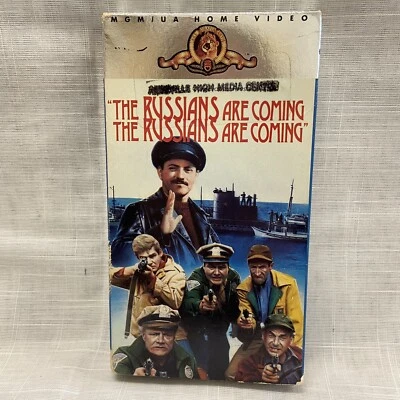 MGM/UA HOME VIDEO
HIGH MEDIA CENTER
"THE RUSSIANS ARE COMING
THE RUSSIANS ARE COMING"